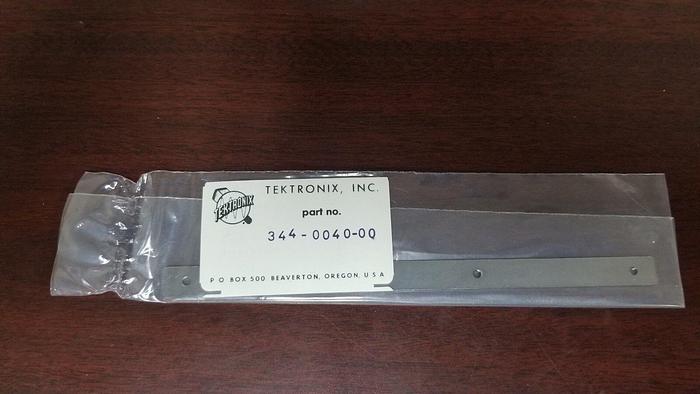 TEKTRONIX, INC.
TEKTRONIX
part no.
344-0040-00
P O BOX 500 BEAVERTON, OREGON, U S A